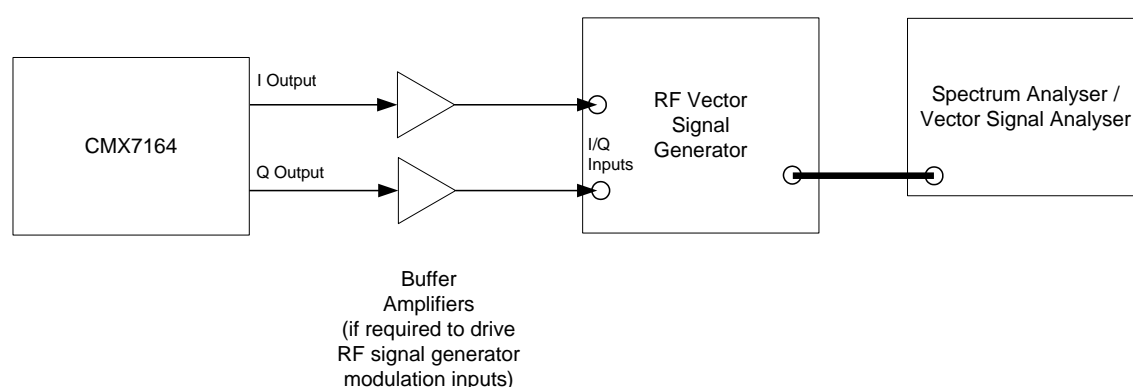 CMX7164
I Output
Q Output
I/Q
Inputs
RF Vector
Signal
Generator
Spectrum Analyser /
Vector Signal Analyser
Buffer
Amplifiers
(if required to drive
RF signal generator
modulation inputs)